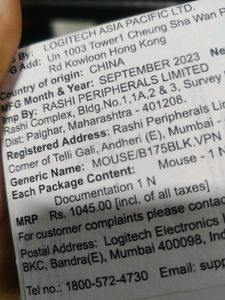 By: LOGITECH ASIA PACIFIC LTD.
g Add: Un 1003 Tower1 Cheung Sha Wan P
Rd Kowloon Hong Kong
Country of origin: CHINA
MFG Month & Year: SEPTEMBER 2023 Ne
Imp By: RASHI PERIPHERALS LIMITED
Rashi Complex, Bldg.No.1,1A,2 & 3, Survey
Dist: Palghar, Maharashtra - 401208.
Registered Address: Rashi Peripherals Lim
Corner of Telli Gali, Andheri (E), Mumbai -
Generic Name: MOUSE/B175BLK.VPN
Each Package Content: Mouse - 1 N
Documentation 1 N
MRP Rs. 1045.00 [incl. of all taxes]
For customer complaints please contac
Postal Address: Logitech Electronics I
BKC, Bandra(E), Mumbai 400098, Ind
Tel no.: 1800-572-4730 Email: supp